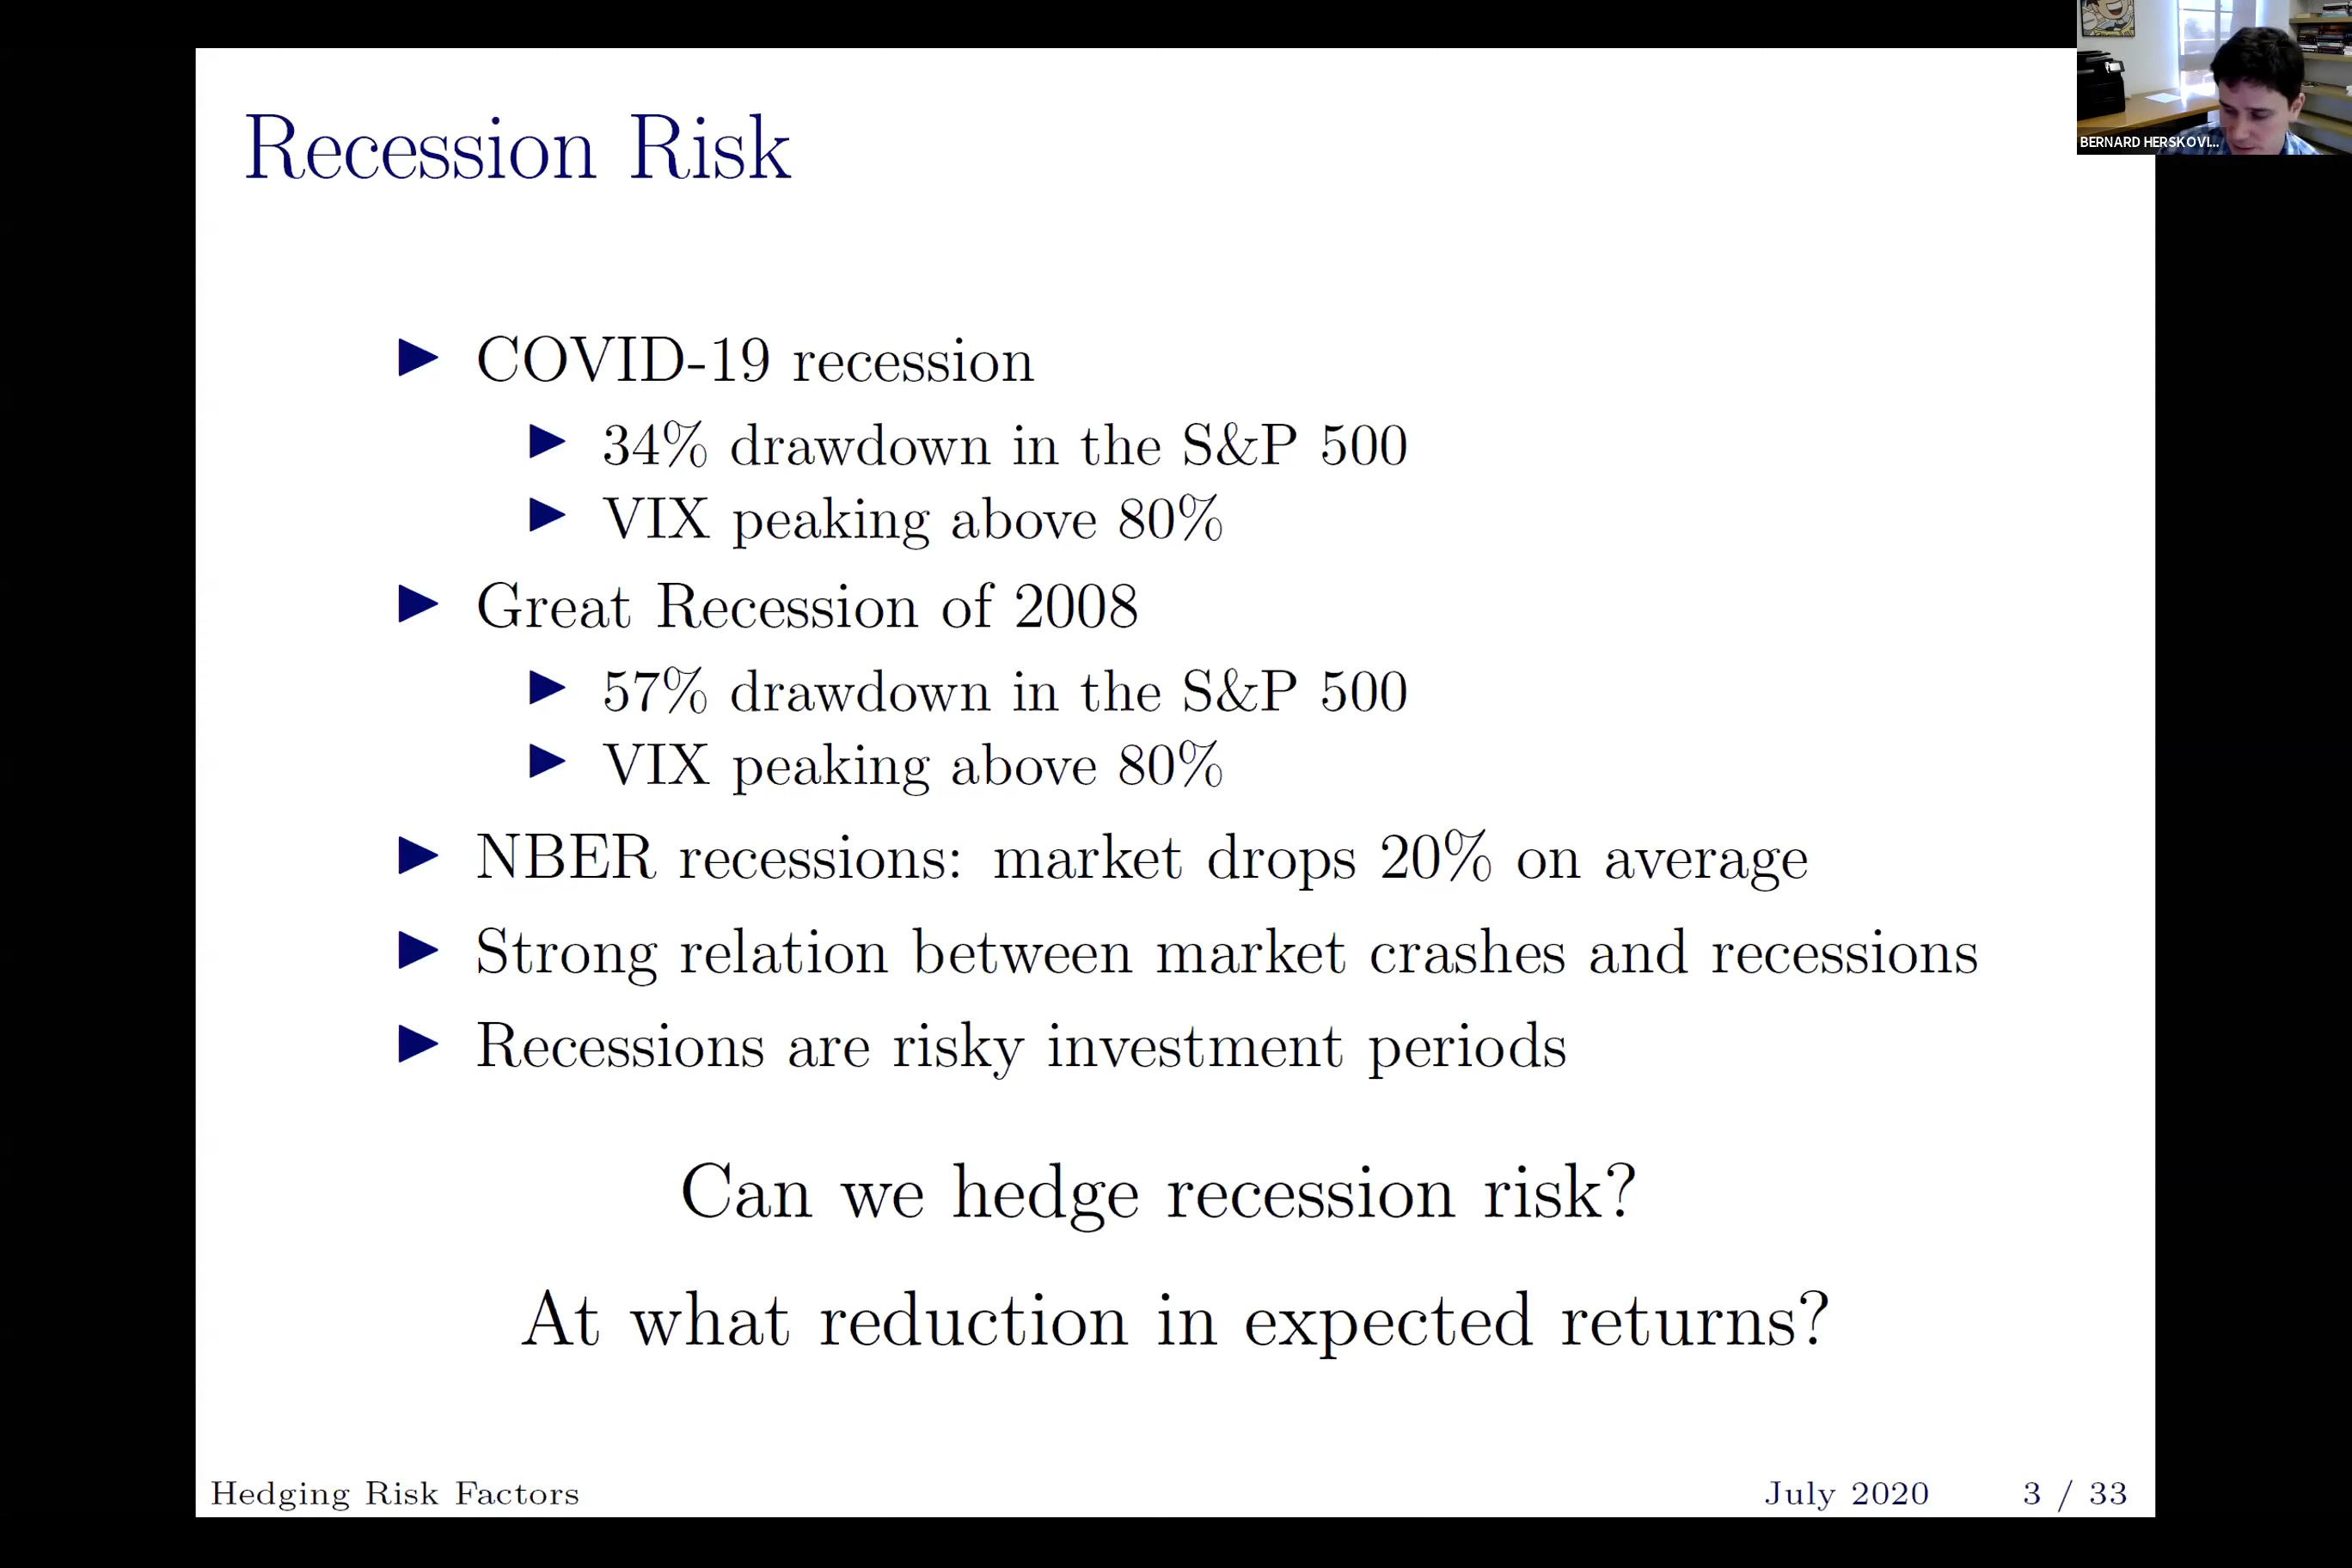 BERNARD HERSKOVI...
Recession Risk
COVID-19 recession
34% drawdown in the S&P 500
VIX peaking above 80%
Great Recession of 2008
57% drawdown in the S&P 500
VIX peaking above 80%
NBER recessions: market drops 20% on average
Strong relation between market crashes and recessions
Recessions are risky investment periods
Can we hedge recession risk?
At what reduction in expected returns?
Hedging Risk Factors
July 2020 3 / 33